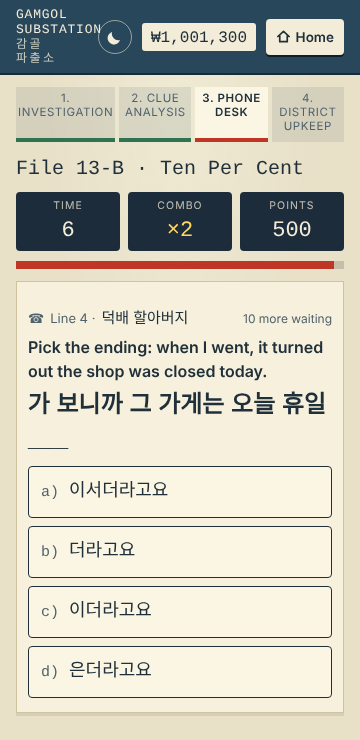 GAMGOL
SUBSTATION
감골
파출소
₩1,001,300
Home
1.
INVESTIGATION
2. CLUE
ANALYSIS
3. PHONE
DESK
4.
DISTRICT
UPKEEP
File 13-B · Ten Per Cent
TIME
6
COMBO
×2
POINTS
500
☎ Line 4 · 덕배 할아버지
10 more waiting
Pick the ending: when I went, it turned
out the shop was closed today.
가 보니까 그 가게는 오늘 휴일
____
a) 이서더라고요
b) 더라고요
c) 이더라고요
d) 은더라고요